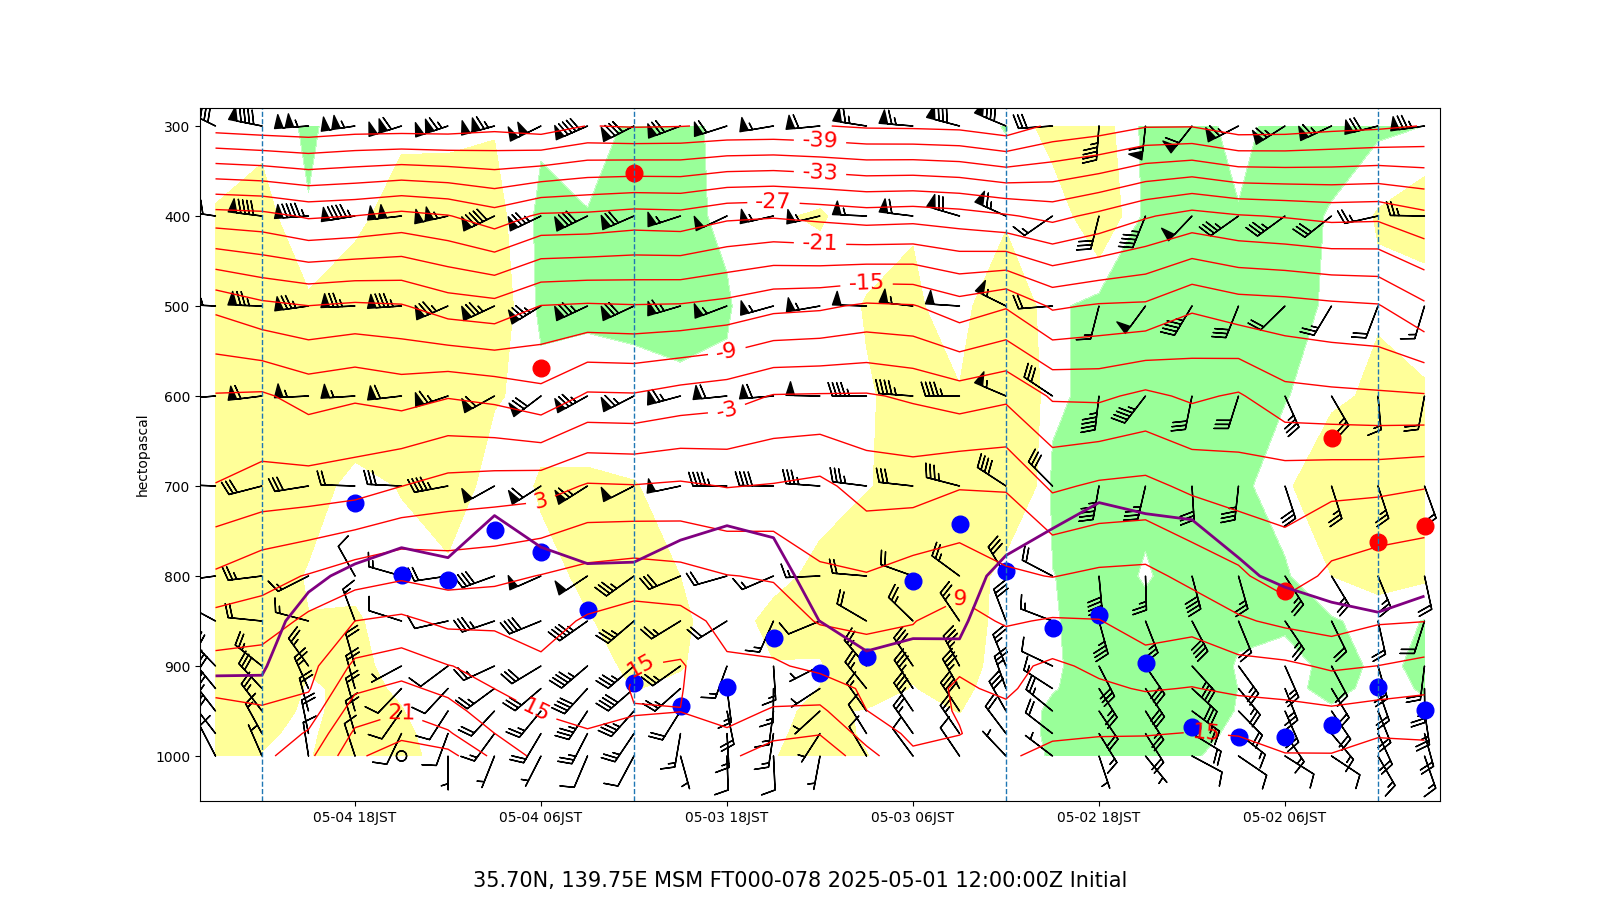 300
400
500
600
700
800
900
1000
hectopascal
-39
-33
-27
-21
-15
-9
-3
3
9
15
15
21
15
05-04 18JST
05-04 06JST
05-03 18JST
05-03 06JST
05-02 18JST
05-02 06JST
35.70N, 139.75E MSM FT000-078 2025-05-01 12:00:00Z Initial